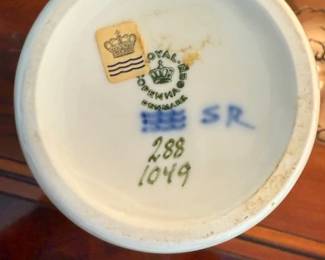 ROYAL COPENHAGEN
DENMARK
SR
288
1049